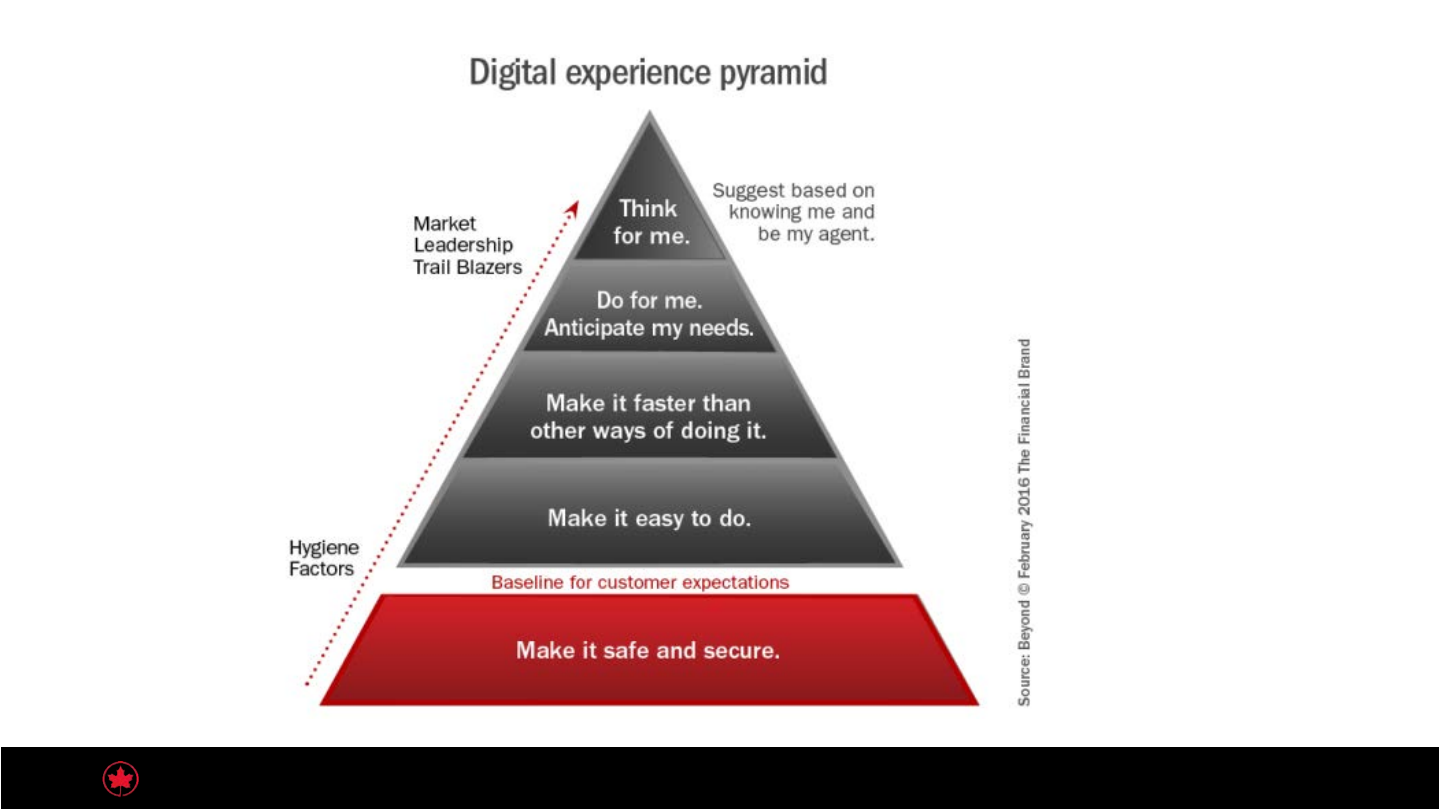 Digital experience pyramid
Think
for me.
Suggest based on
knowing me and
be my agent.
Market
Leadership
Trail Blazers
Do for me.
Anticipate my needs.
Make it faster than
other ways of doing it.
Make it easy to do.
Hygiene
Factors
Baseline for customer expectations
Make it safe and secure.
Source: Beyond © February 2016 The Financial Brand